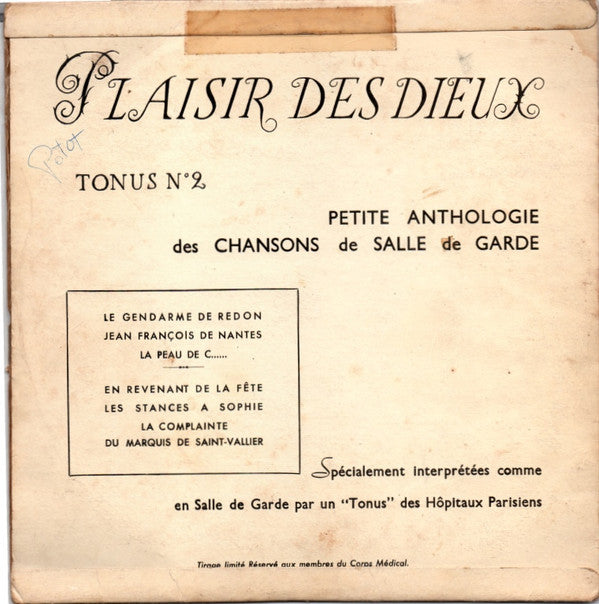 PLAISIR DES DIEUX
Potot
TONUS N°2
PETITE ANTHOLOGIE
des CHANSONS de SALLE de GARDE
LE GENDARME DE REDON
JEAN FRANÇOIS DE NANTES
LA PEAU DE C......
EN REVENANT DE LA FÊTE
LES STANCES A SOPHIE
LA COMPLAINTE
DU MARQUIS DE SAINT-VALLIER
Spécialement interprétées comme
en Salle de Garde par un "Tonus" des Hôpitaux Parisiens
Tirage limité Réservé aux membres du Corps Médical.